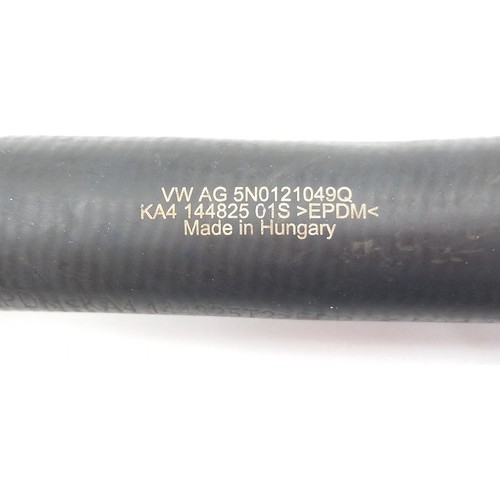 VW AG 5N0121049Q
KA4 144825 01S >EPDM<
Made in Hungary